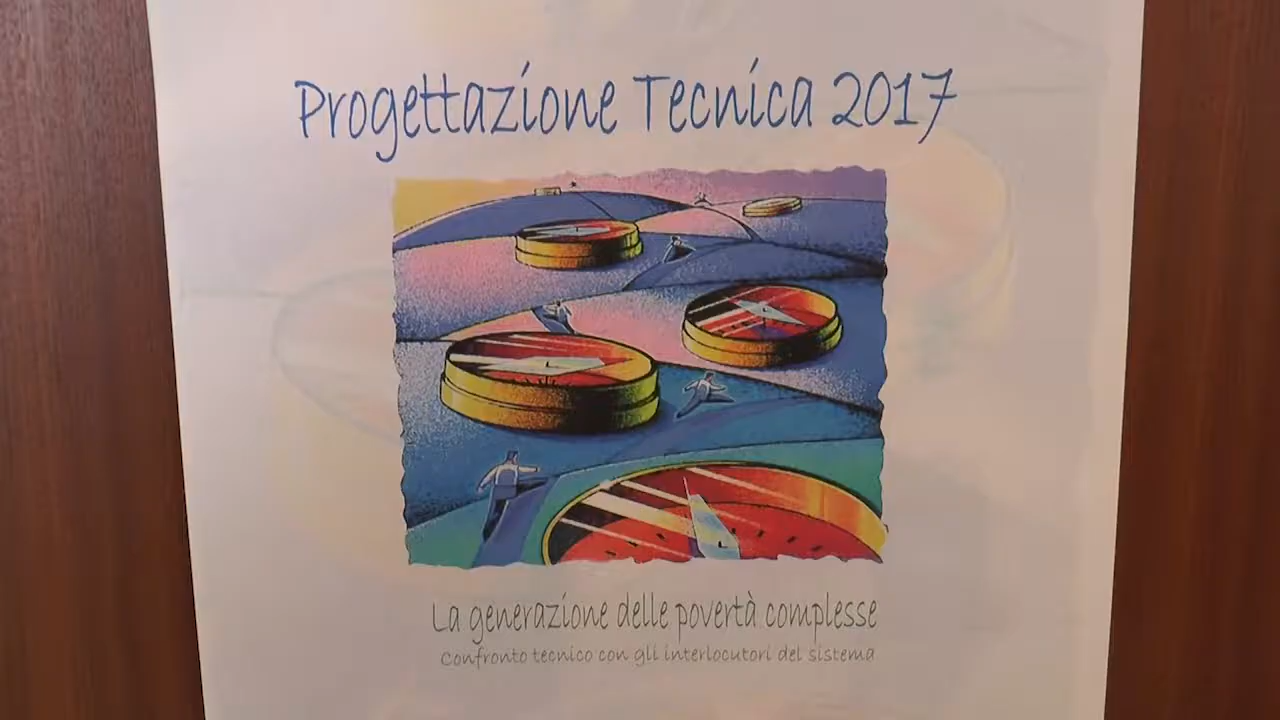 Progettazione Tecnica 2017
La generazione delle povertà complesse
Confronto tecnico con gli interlocutori del sistema